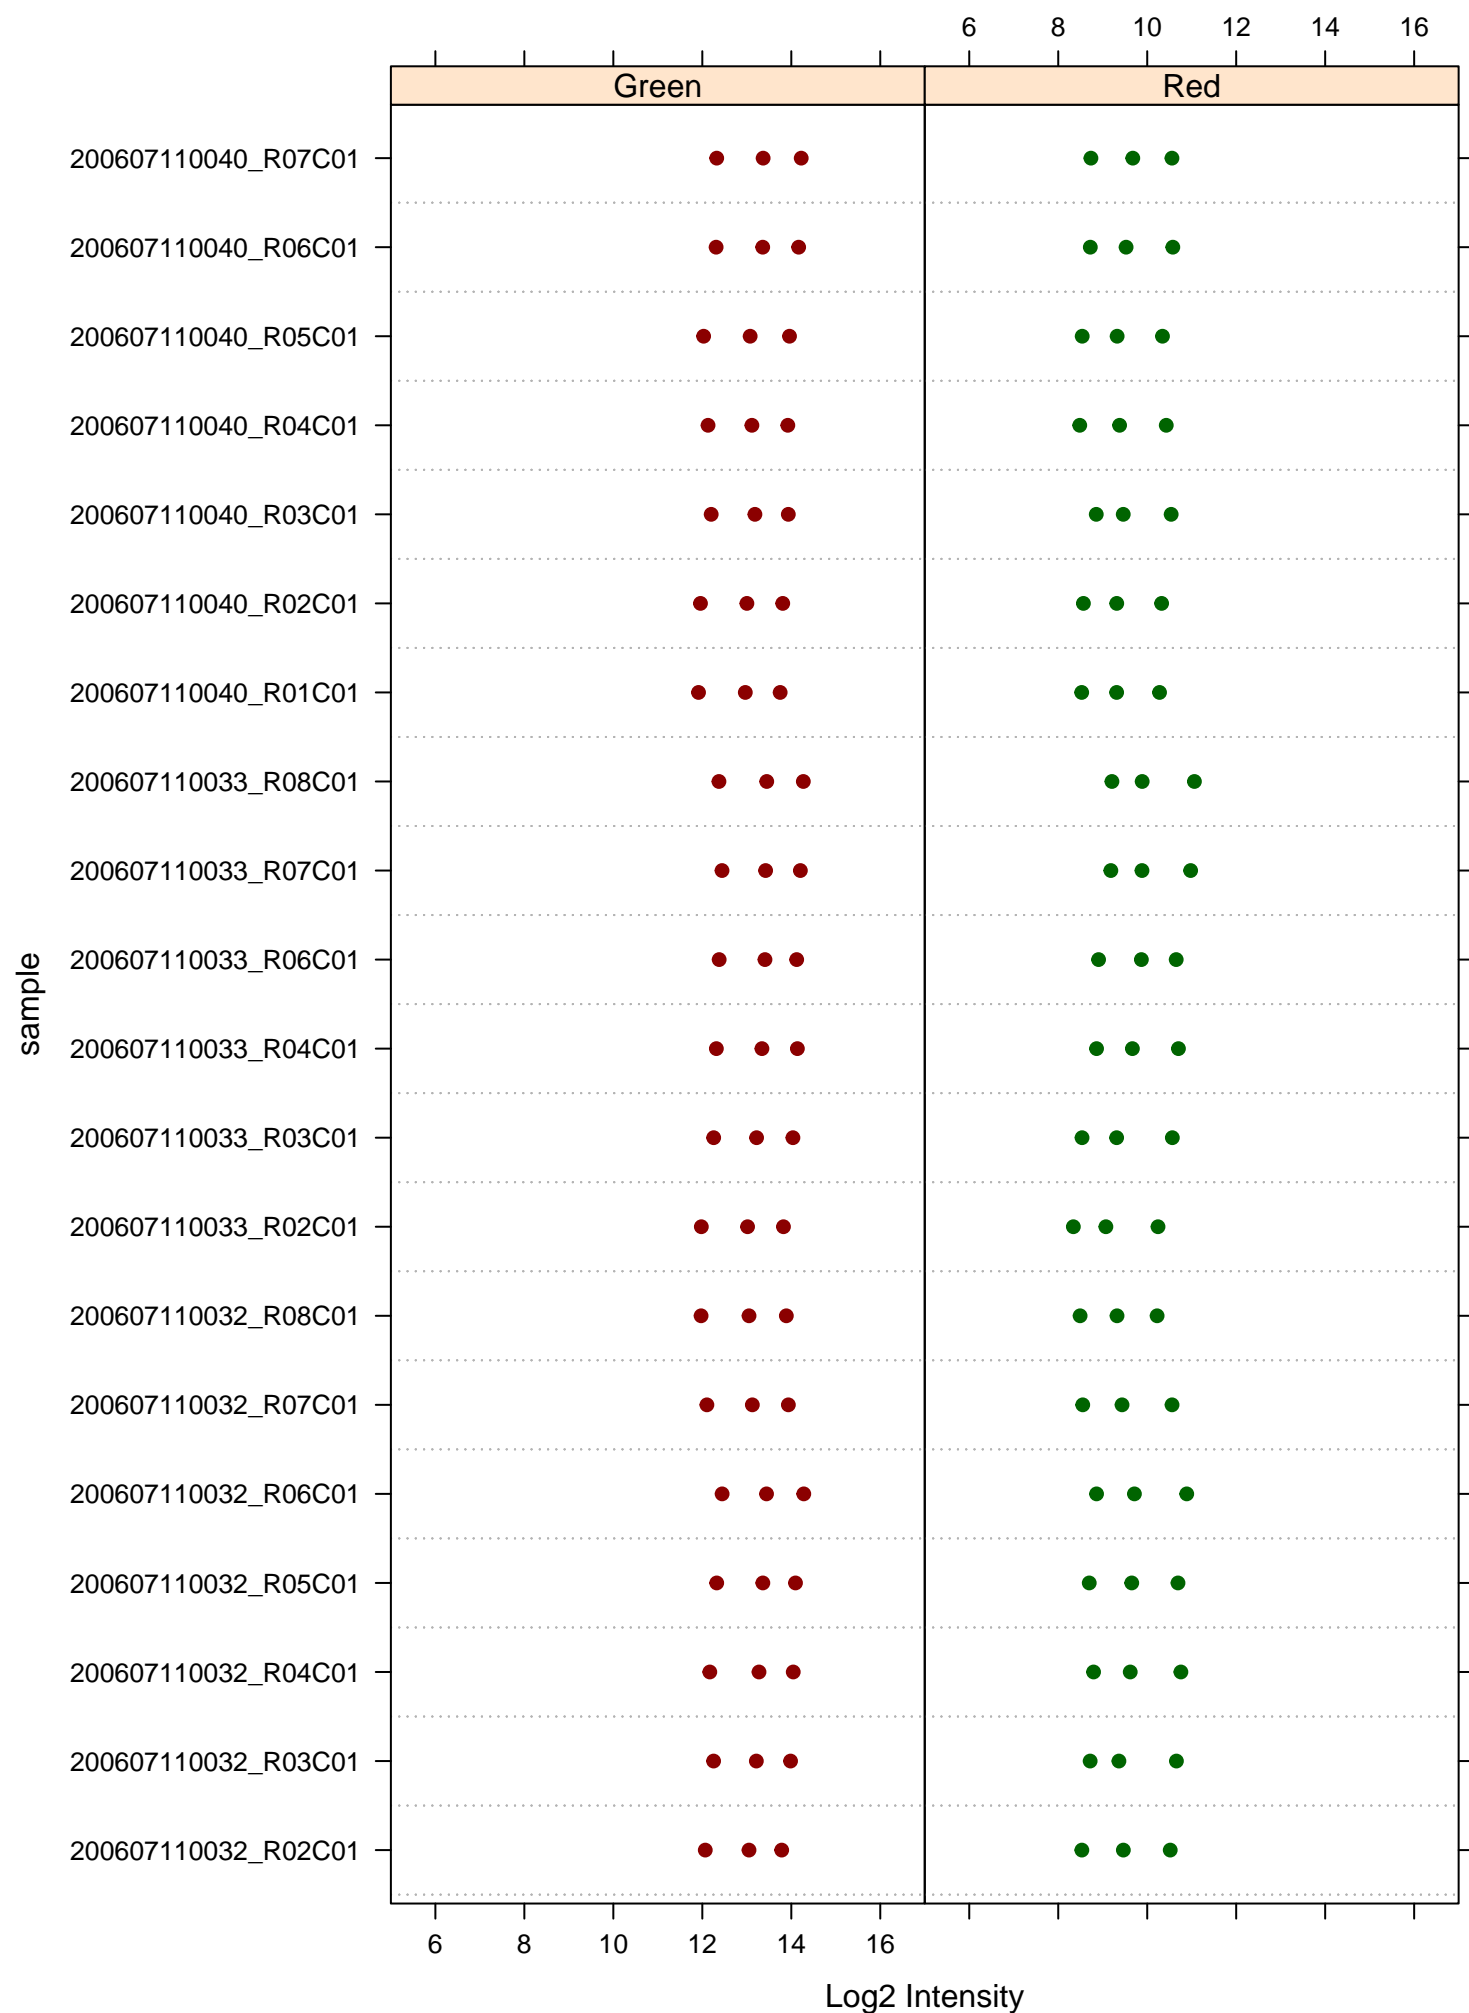 6 8 10 12 14 16
Green Red
200607110040_R07C01
200607110040_R06C01
200607110040_R05C01
200607110040_R04C01
200607110040_R03C01
200607110040_R02C01
200607110040_R01C01
200607110033_R08C01
200607110033_R07C01
200607110033_R06C01
200607110033_R04C01
200607110033_R03C01
200607110033_R02C01
200607110032_R08C01
200607110032_R07C01
200607110032_R06C01
200607110032_R05C01
200607110032_R04C01
200607110032_R03C01
200607110032_R02C01
sample
6 8 10 12 14 16
Log2 Intensity